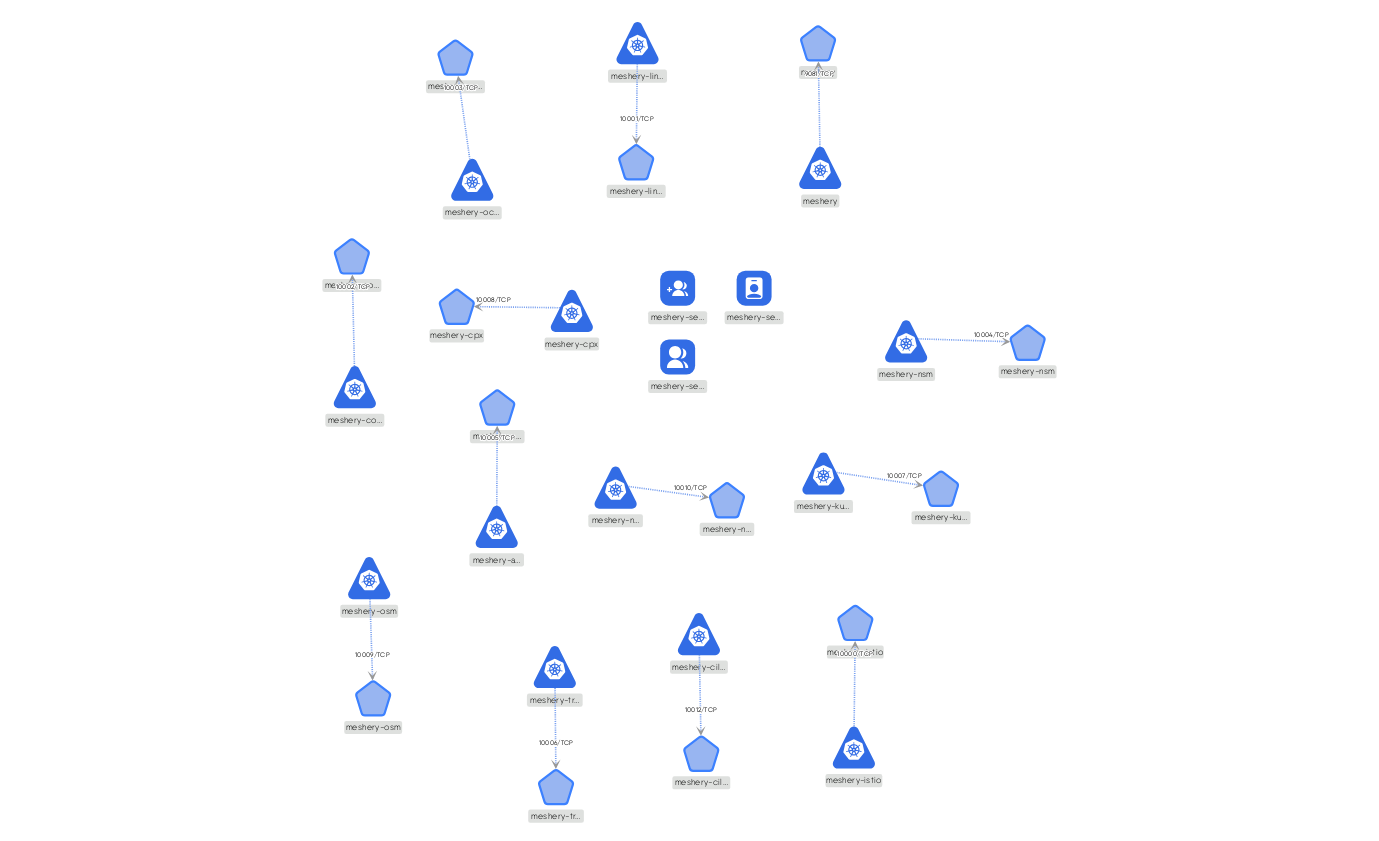 meshery-lin...
10003/TCP
9081/TCP
10001/TCP
meshery-lin...
meshery
meshery-oc...
10002/TCP
10008/TCP
meshery-se...
meshery-se...
meshery-cpx
meshery-cpx
10004/TCP
meshery-nsm
meshery-nsm
meshery-se...
meshery-co...
10005/TCP
10007/TCP
10010/TCP
meshery-ku...
meshery-ku...
meshery-n...
meshery-n...
meshery-a...
meshery-osm
10009/TCP
meshery-osm
10000/TCP
meshery-cil...
meshery-tr...
10012/TCP
10006/TCP
meshery-cil...
meshery-istio
meshery-tr...